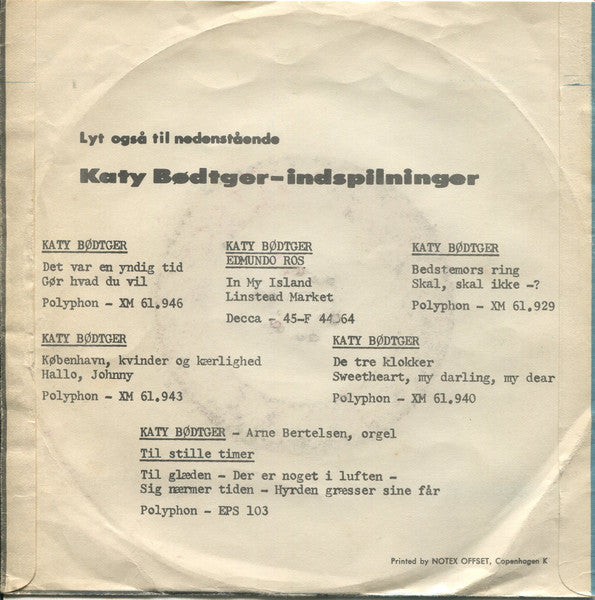 Lyt også til nedenstående
Katy Bødtger-indspilninger
KATY BØDTGER
Det var en yndig tid
Gør hvad du vil
Polyphon - XM 61.946
KATY BØDTGER
EDMUNDO ROS
In My Island
Linstead Market
Decca - 45-F 44364
KATY BØDTGER
Bedstemors ring
Skal, skal ikke -?
Polyphon - XM 61.929
KATY BØDTGER
København, kvinder og kærlighed
Hallo, Johnny
Polyphon - XM 61.943
KATY BØDTGER
De tre klokker
Sweetheart, my darling, my dear
Polyphon - XM 61.940
KATY BØDTGER - Arne Bertelsen, orgel
Til stille timer
Til glæden - Der er noget i luften -
Sig nærmer tiden - Hyrden græsser sine får
Polyphon - EPS 103
Printed by NOTEX OFFSET, Copenhagen K